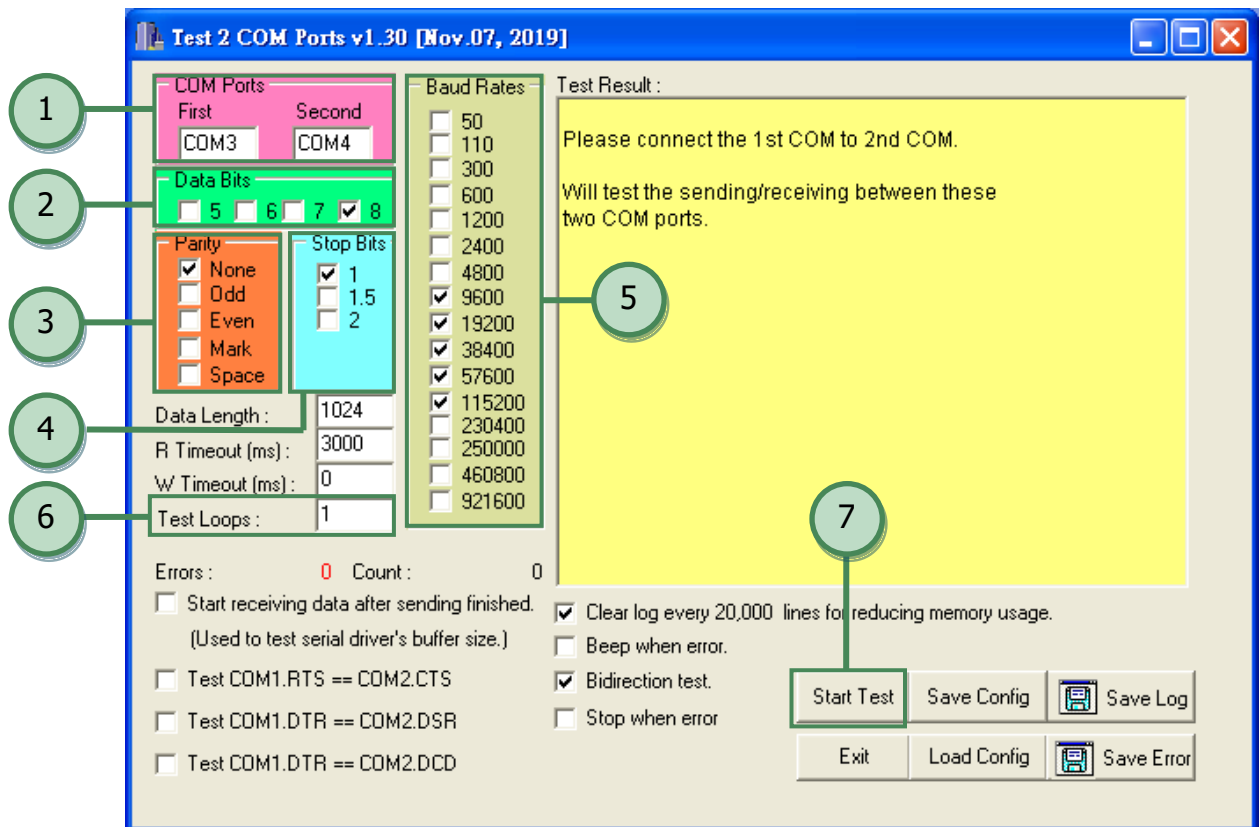 Test 2 COM Ports v1.30 [Nov.07, 2019]
1
COM Ports
First Second
COM3 COM4
2
Data Bits
5 6 7 8
3
Parity
None
Odd
Even
Mark
Space
4
Stop Bits
1
1.5
2
5
Baud Rates
50
110
300
600
1200
2400
4800
9600
19200
38400
57600
115200
230400
250000
460800
921600
Data Length : 1024
R Timeout (ms) : 3000
W Timeout (ms) : 0
6
Test Loops : 1
Errors : 0 Count : 0
Start receiving data after sending finished.
(Used to test serial driver's buffer size.)
Test COM1.RTS == COM2.CTS
Test COM1.DTR == COM2.DSR
Test COM1.DTR == COM2.DCD
Test Result :
Please connect the 1st COM to 2nd COM.
Will test the sending/receiving between these
two COM ports.
7
Clear log every 20,000 lines for reducing memory usage.
Beep when error.
Bidirection test.
Stop when error
Start Test Save Config Save Log
Exit Load Config Save Error